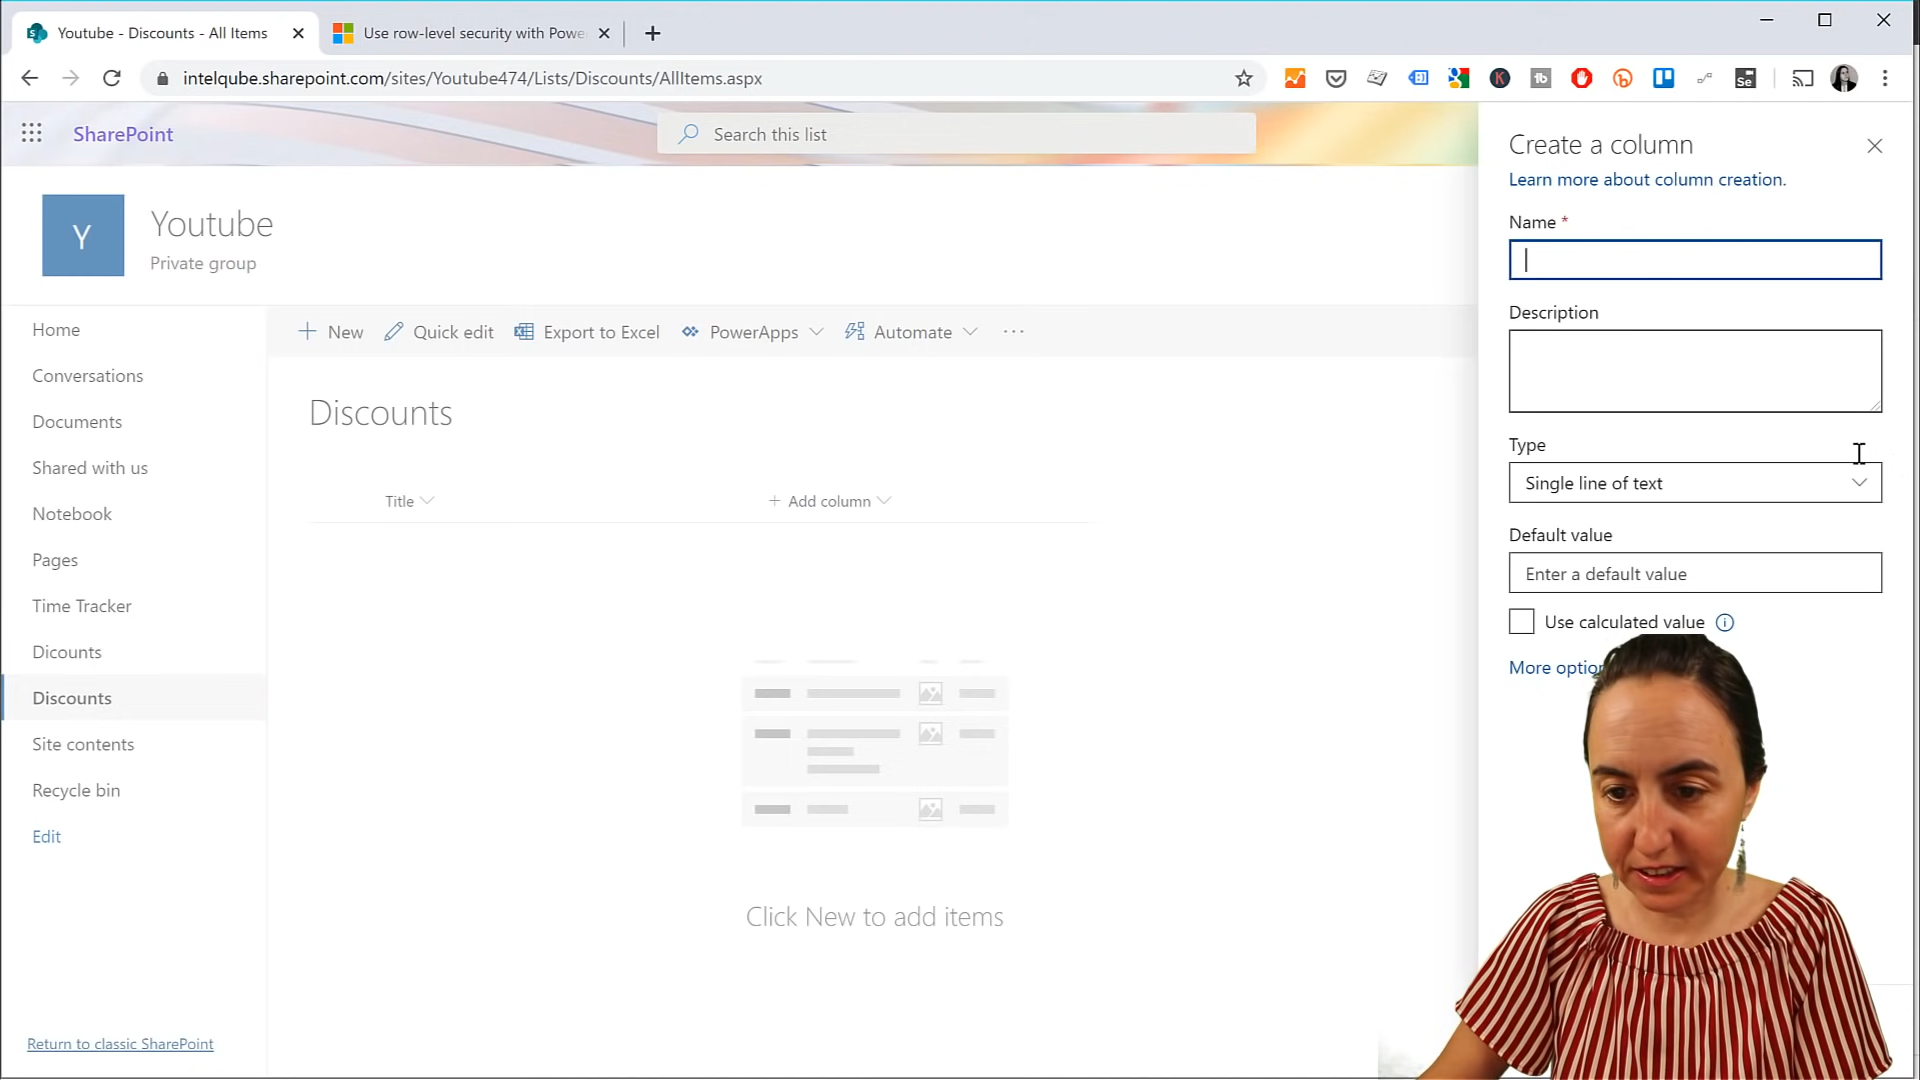 Youtube - Discounts - All Items
Use row-level security with Powe
intelqube.sharepoint.com/sites/Youtube474/Lists/Discounts/AllItems.aspx
SharePoint
Search this list
Y
Youtube
Private group
Home
Conversations
Documents
Shared with us
Notebook
Pages
Time Tracker
Dicounts
Discounts
Site contents
Recycle bin
Edit
Return to classic SharePoint
New
Quick edit
Export to Excel
PowerApps
Automate
Discounts
Title
Add column
Click New to add items
Create a column
Learn more about column creation.
Name *
Description
Type
Single line of text
Default value
Enter a default value
Use calculated value
More